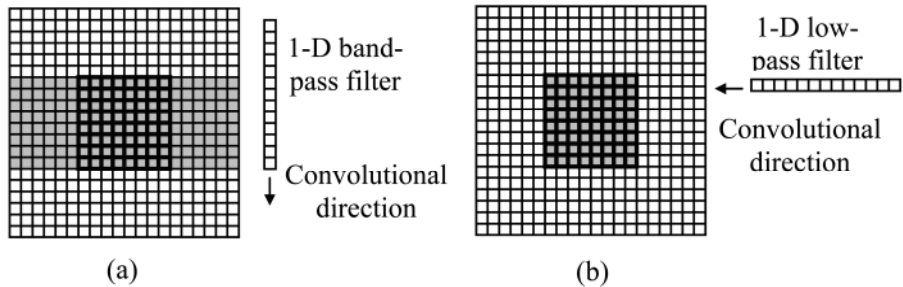 1-D band-
pass filter
Convolutional
direction
(a)
1-D low-
pass filter
Convolutional
direction
(b)